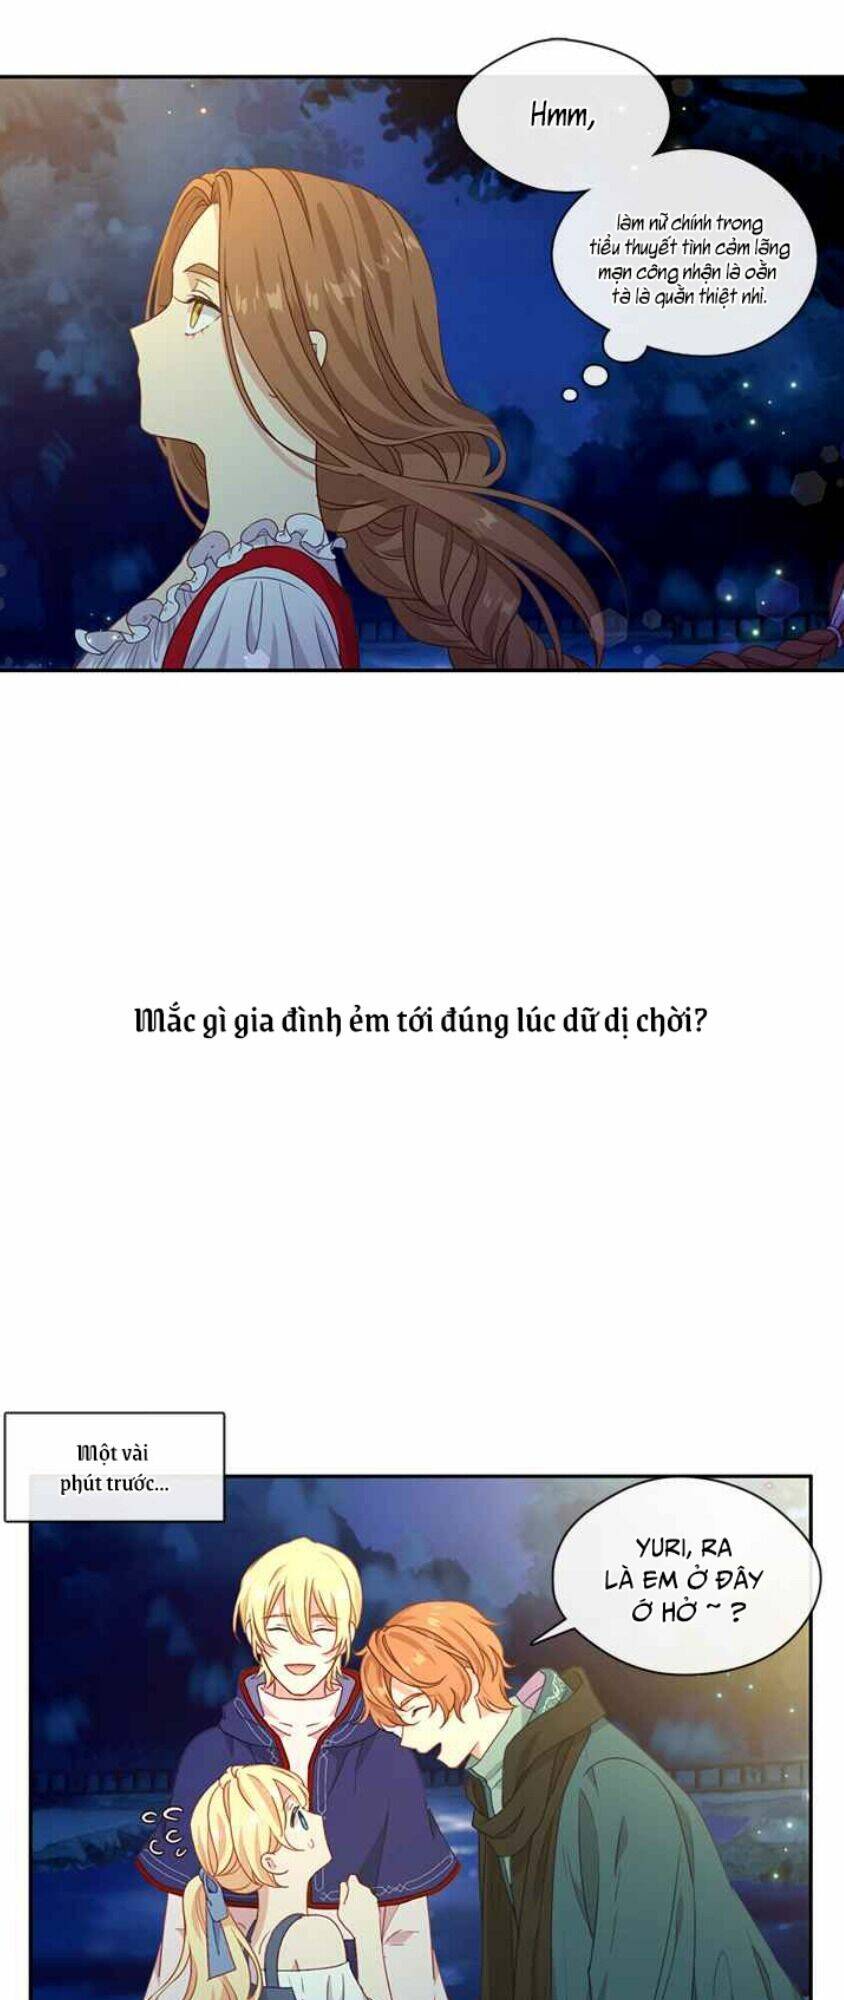 Hmm,
làm nữ chính trong
tiểu thuyết tình cảm lãng
mạn công nhận là oằn
tà là quằn thiệt nhỉ.
Mắc gì gia đình ẻm tới đúng lúc dữ dị chời?
Một vài
phút trước...
YURI, RA
LÀ EM Ở ĐÂY
Ớ HỞ ~ ?